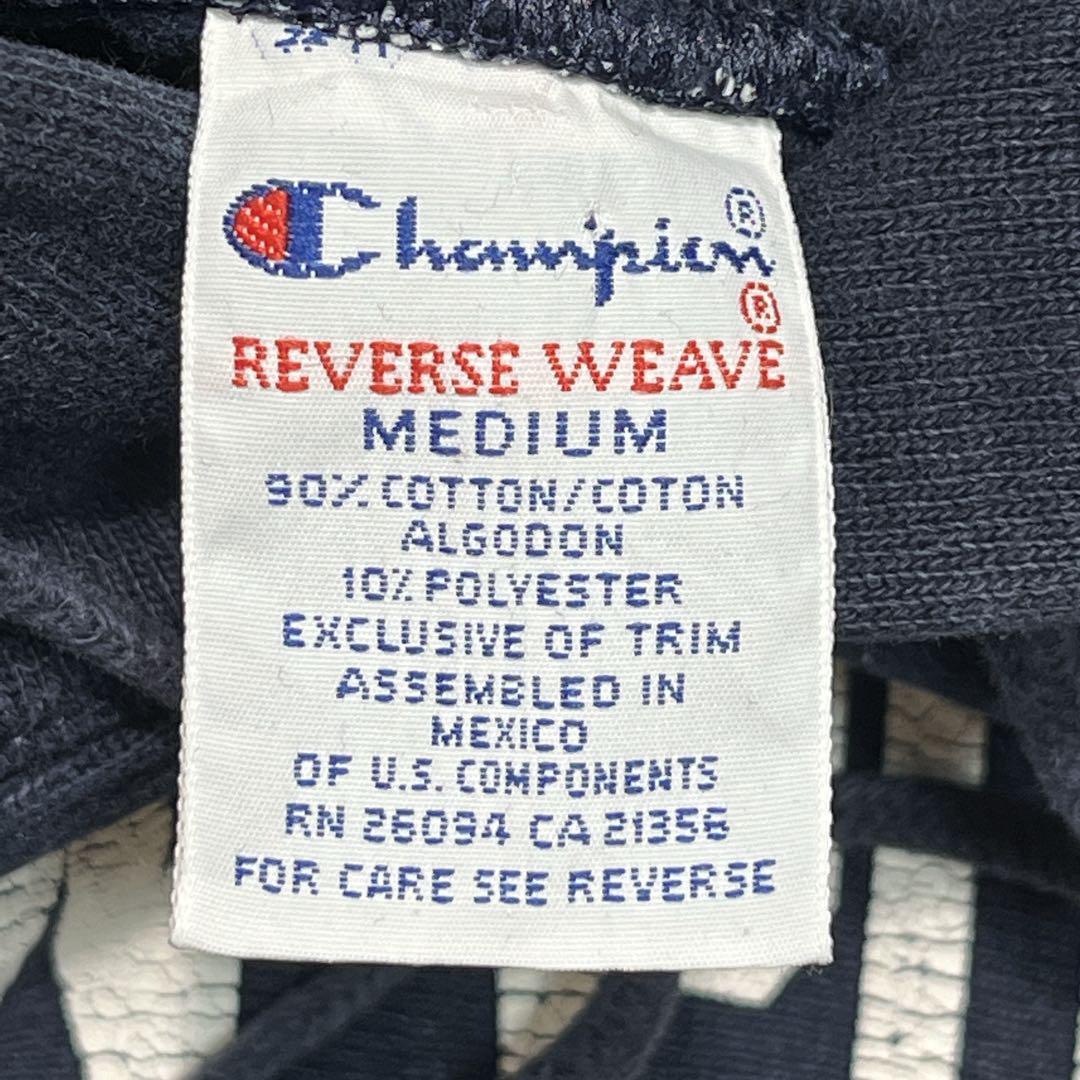 Champion®
®
REVERSE WEAVE
MEDIUM
90% COTTON/COTON
ALGODON
10% POLYESTER
EXCLUSIVE OF TRIM
ASSEMBLED IN
MEXICO
OF U.S. COMPONENTS
RN 26094 CA 21356
FOR CARE SEE REVERSE